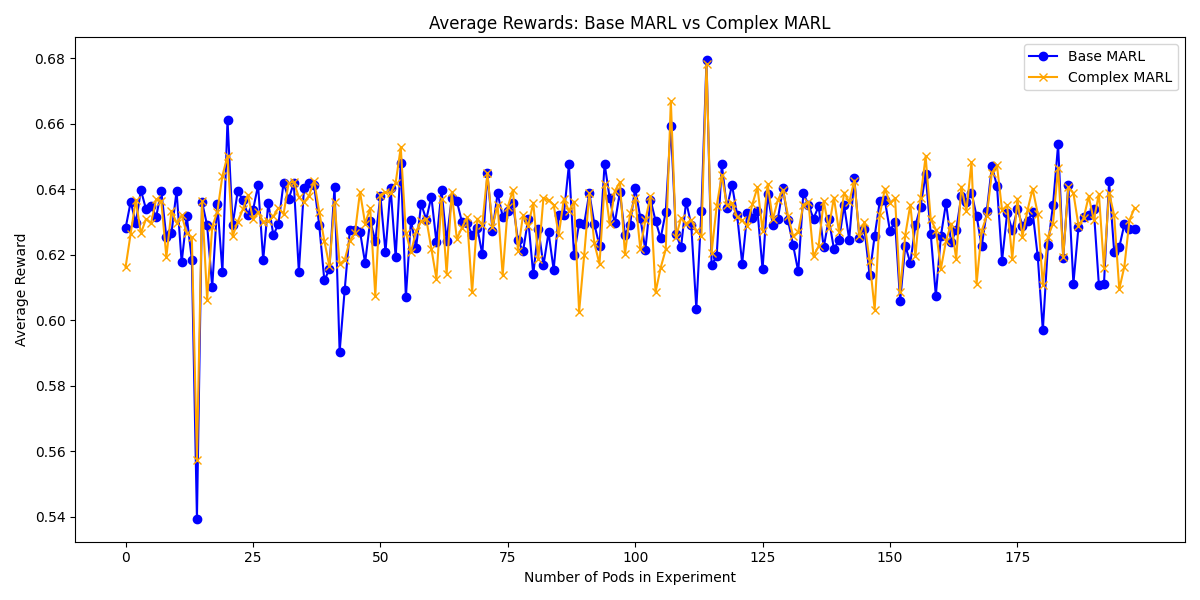 Average Rewards: Base MARL vs Complex MARL
Base MARL
Complex MARL
Average Reward
0.68
0.66
0.64
0.62
0.60
0.58
0.56
0.54
0 25 50 75 100 125 150 175
Number of Pods in Experiment